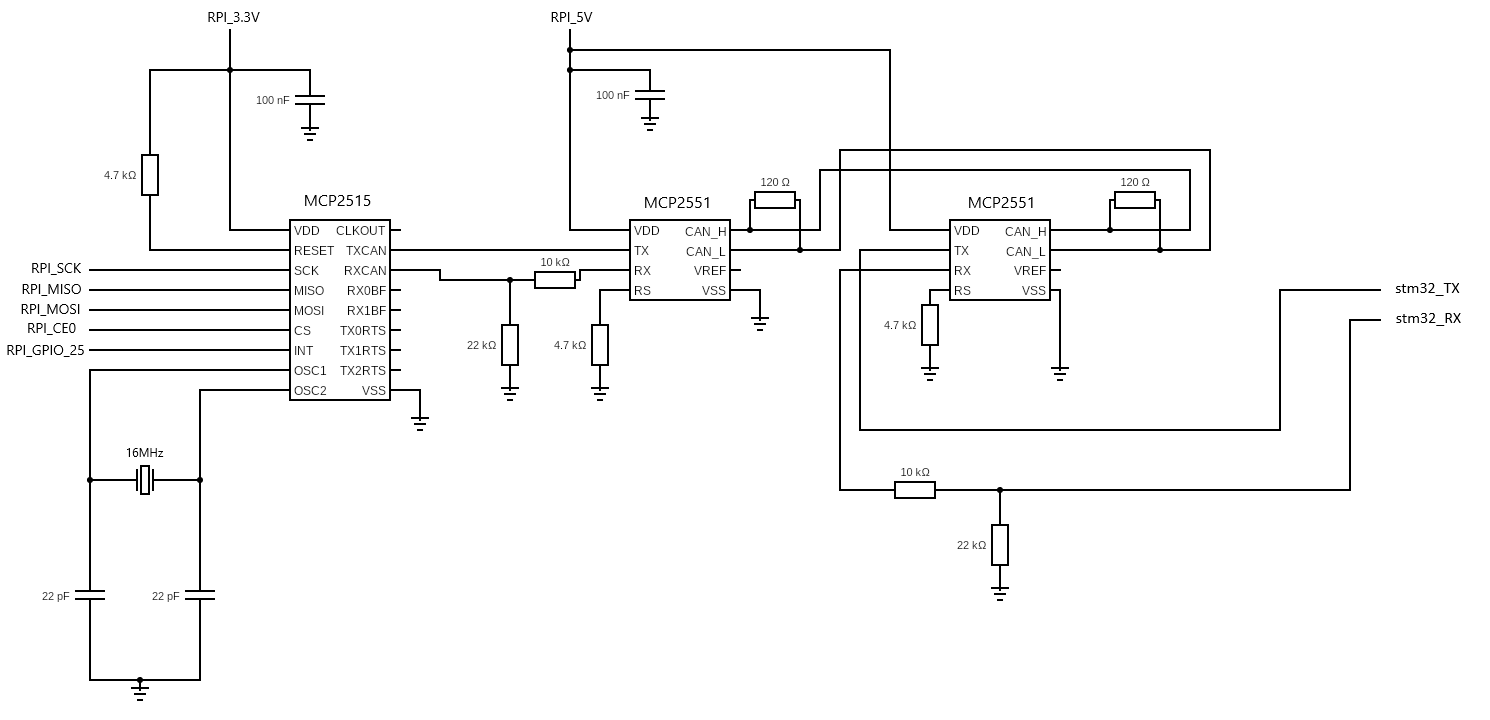 RPI_3.3V
RPI_5V
100 nF
100 nF
4.7 kΩ
MCP2515
VDD
RESET
SCK
MISO
MOSI
CS
INT
OSC1
OSC2
CLKOUT
TXCAN
RXCAN
RX0BF
RX1BF
TX0RTS
TX1RTS
TX2RTS
VSS
RPI_SCK
RPI_MISO
RPI_MOSI
RPI_CE0
RPI_GPIO_25
16MHz
22 pF
22 pF
10 kΩ
22 kΩ
4.7 kΩ
MCP2551
VDD
TX
RX
RS
CAN_H
CAN_L
VREF
VSS
120 Ω
MCP2551
VDD
TX
RX
RS
CAN_H
CAN_L
VREF
VSS
120 Ω
4.7 kΩ
10 kΩ
22 kΩ
stm32_TX
stm32_RX